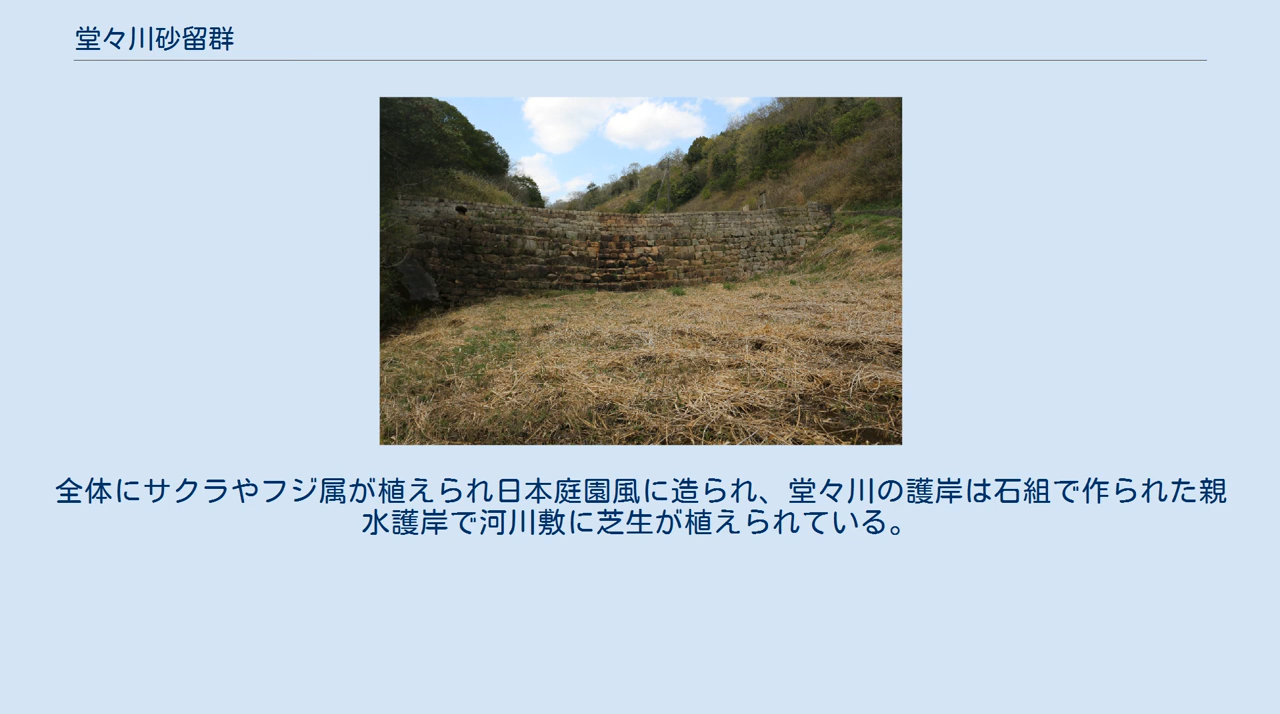 堂々川砂留群
全体にサクラやフジ属が植えられ日本庭園風に造られ、堂々川の護岸は石組で作られた親
水護岸で河川敷に芝生が植えられている。